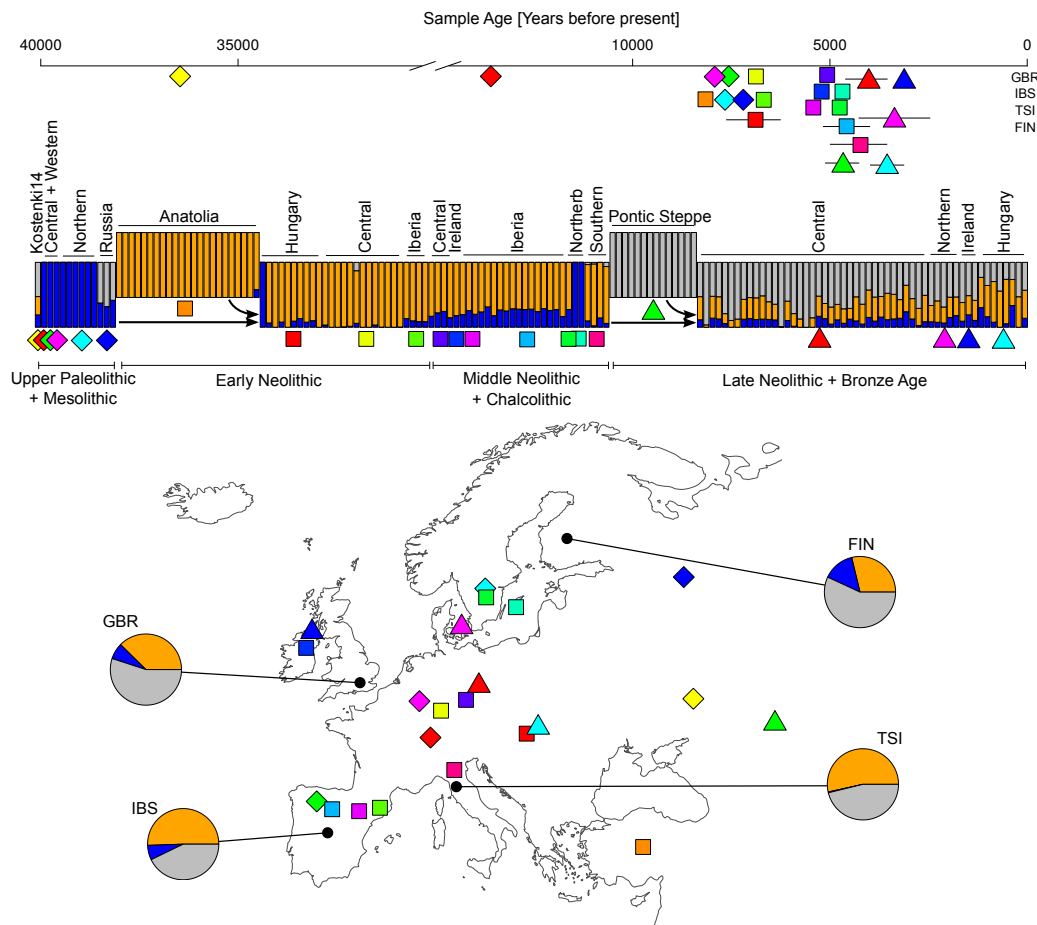 Sample Age [Years before present]
40000 35000 10000 5000 0
GBR
IBS
TSI
FIN
Kostenki14
Central + Western
Northern
Russia
Anatolia
Hungary
Central
Iberia
Central
Ireland
Iberia
Northerb
Southern
Pontic Steppe
Central
Northern
Ireland
Hungary
Upper Paleolithic
+ Mesolithic
Early Neolithic
Middle Neolithic
+ Chalcolithic
Late Neolithic + Bronze Age
FIN
GBR
TSI
IBS